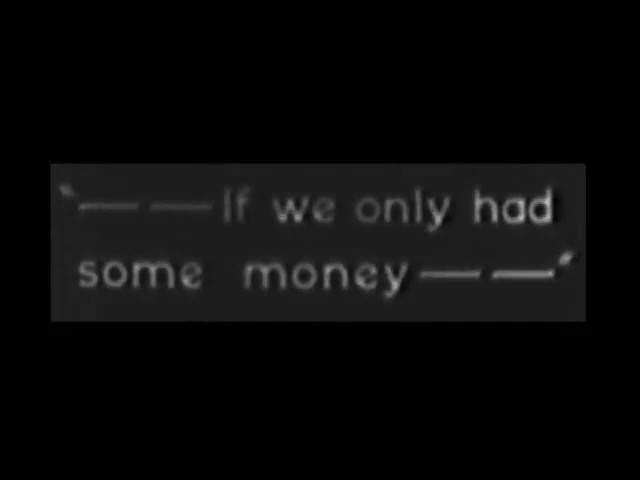 “— — If we only had
some money — —”